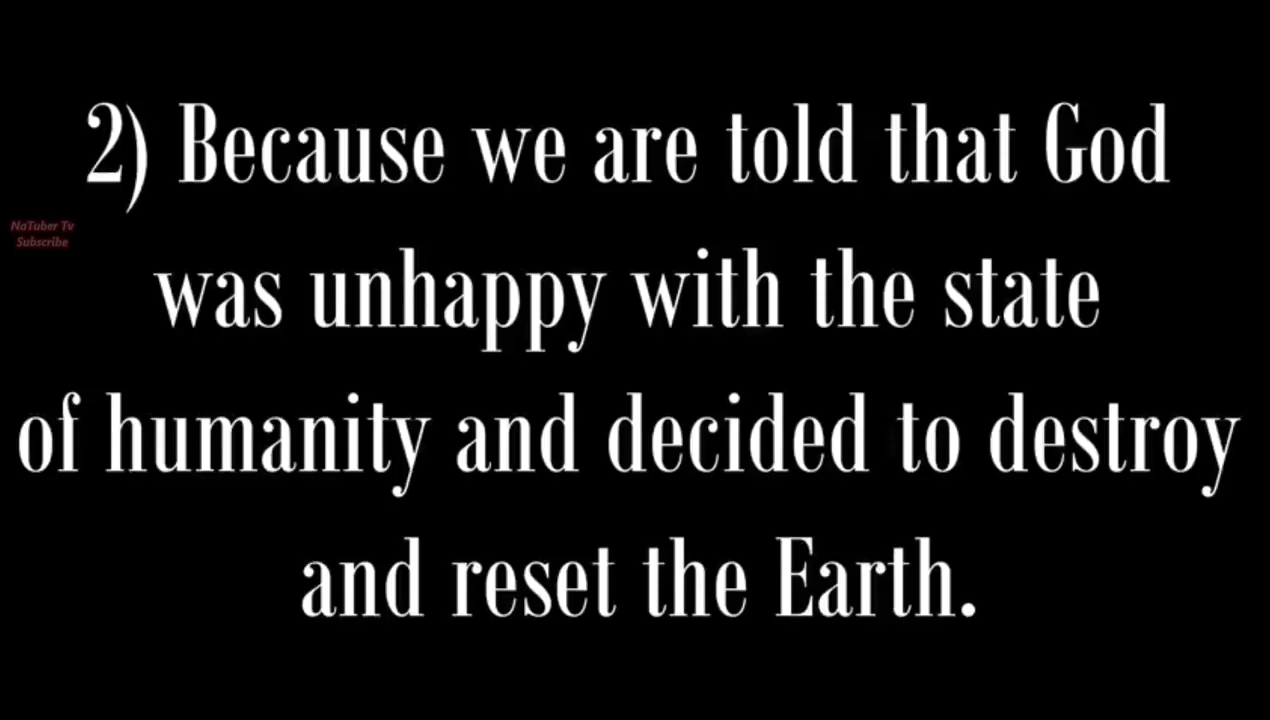 2) Because we are told that God
NaTuber Tv
Subscribe
was unhappy with the state
of humanity and decided to destroy
and reset the Earth.